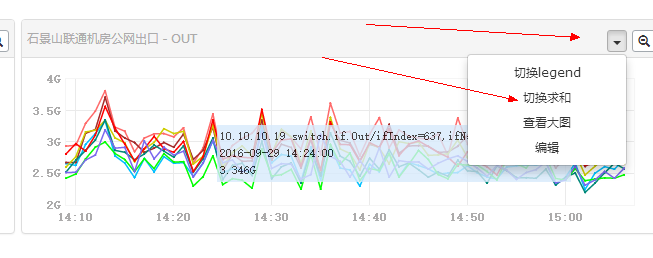 石景山联通机房公网出口 - OUT
切换legend
切换求和
查看大图
编辑
4G
3.5G
3G
2.5G
2G
10.10.10.19 switch.if.Out/ifIndex=637,ifN
2016-09-29 14:24:00
3.346G
14:10
14:20
14:30
14:40
14:50
15:00